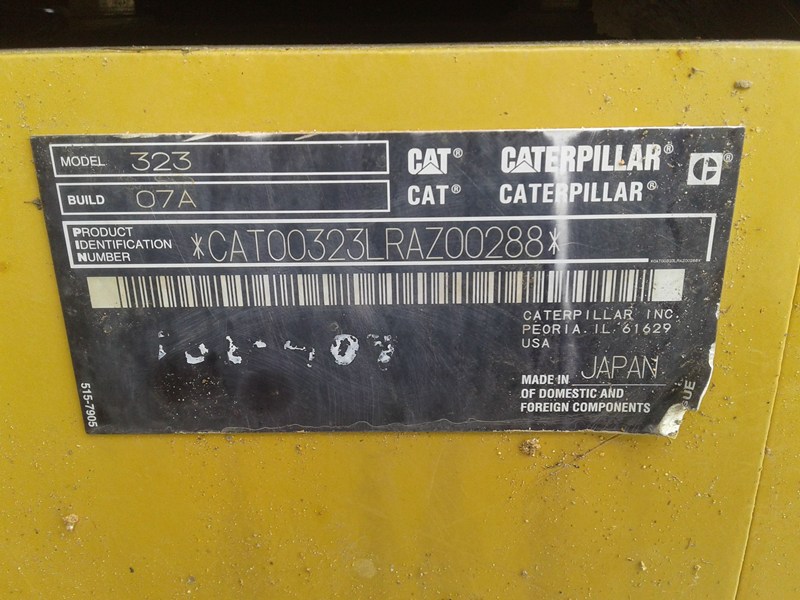 MODEL 323
CAT® CATERPILLAR®
BUILD 07A
CAT® CATERPILLAR®
PRODUCT
IDENTIFICATION
NUMBER
*CAT00323LRAZ00288*
CATERPILLAR INC.
PEORIA. IL 61629
USA
MADE IN JAPAN
OF DOMESTIC AND
FOREIGN COMPONENTS
515-7905